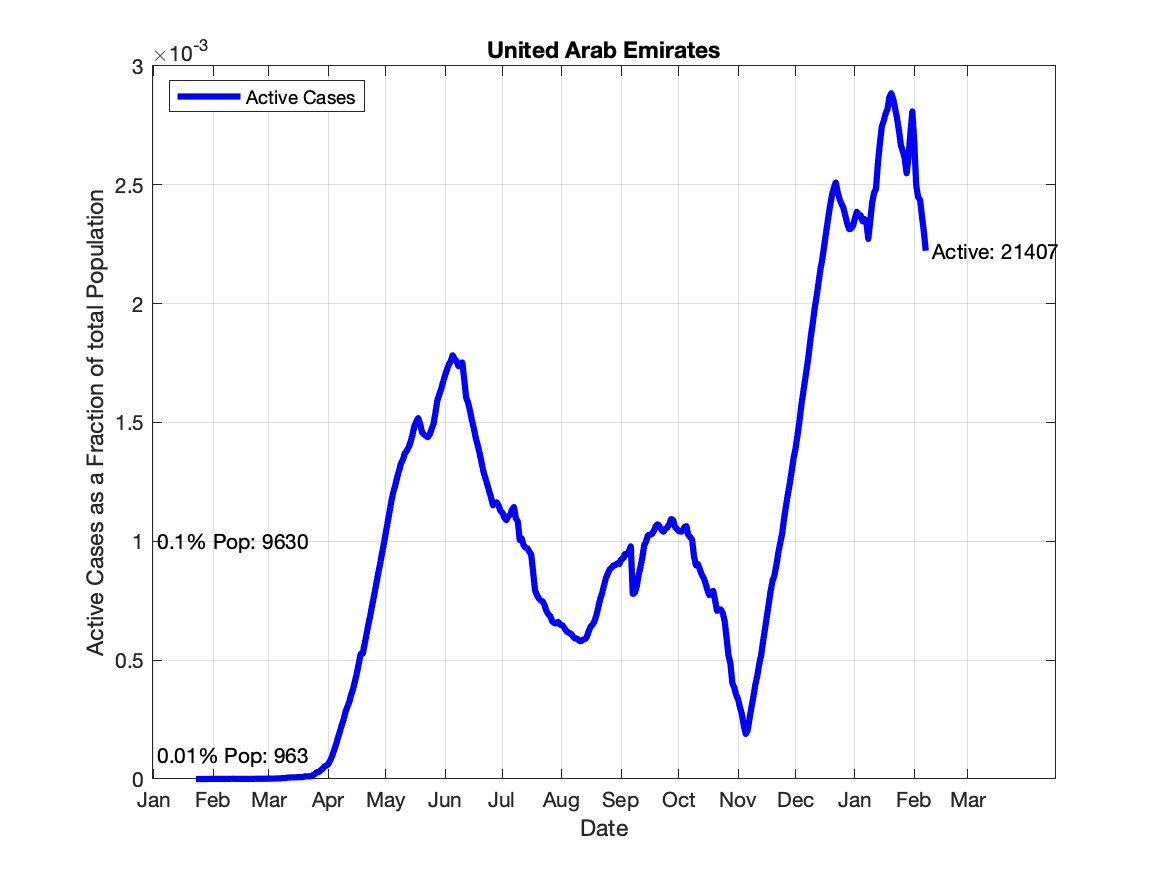 United Arab Emirates
×10-3
Active Cases
3
2.5
2
1.5
1
0.5
0
Active Cases as a Fraction of total Population
Active: 21407
0.1% Pop: 9630
0.01% Pop: 963
Jan Feb Mar Apr May Jun Jul Aug Sep Oct Nov Dec Jan Feb Mar
Date